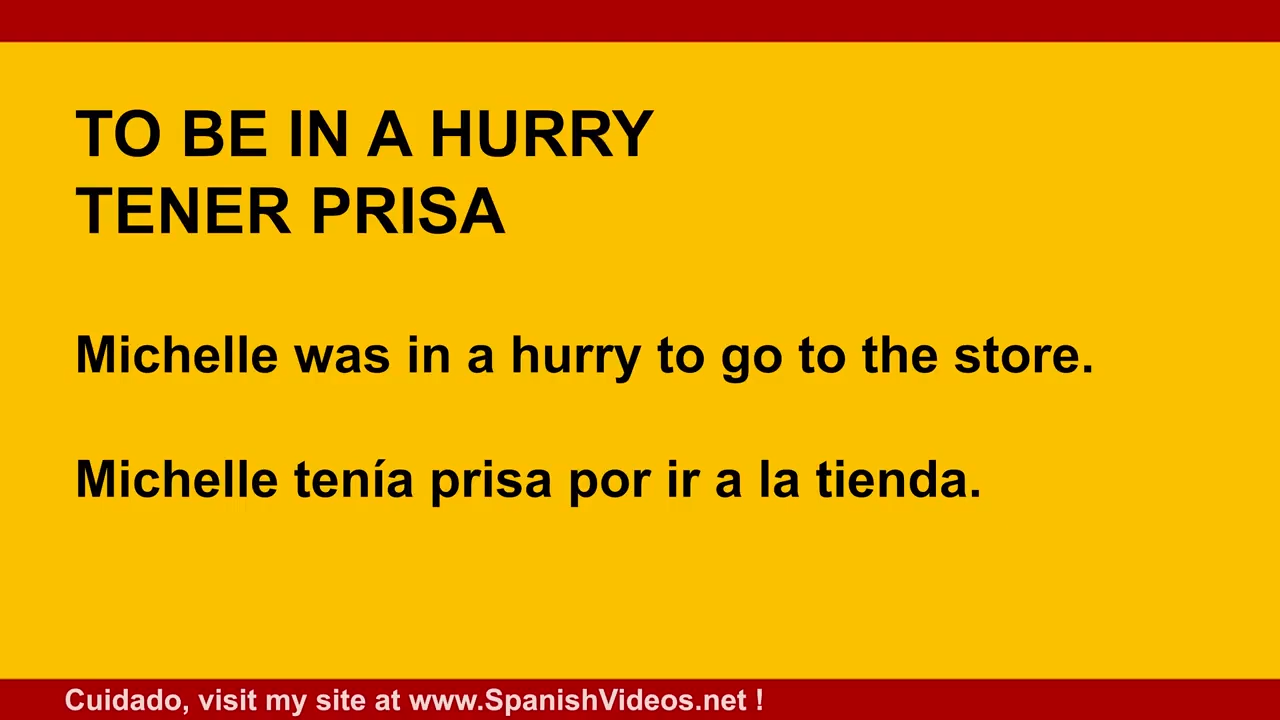 TO BE IN A HURRY
TENER PRISA
Michelle was in a hurry to go to the store.
Michelle tenía prisa por ir a la tienda.
Cuidado, visit my site at www.SpanishVideos.net !